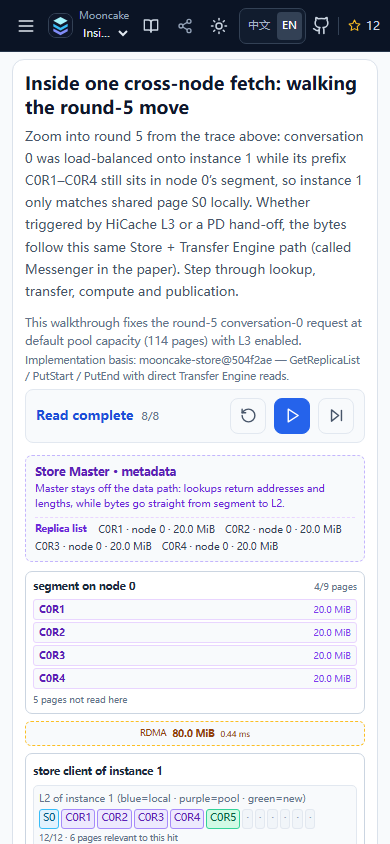 Mooncake
Insi...
中文 EN
12
Inside one cross-node fetch: walking
the round-5 move
Zoom into round 5 from the trace above: conversation
0 was load-balanced onto instance 1 while its prefix
C0R1–C0R4 still sits in node 0's segment, so instance 1
only matches shared page S0 locally. Whether
triggered by HiCache L3 or a PD hand-off, the bytes
follow this same Store + Transfer Engine path (called
Messenger in the paper). Step through lookup,
transfer, compute and publication.
This walkthrough fixes the round-5 conversation-0 request at
default pool capacity (114 pages) with L3 enabled.
Implementation basis: mooncake-store@504f2ae — GetReplicaList
/ PutStart / PutEnd with direct Transfer Engine reads.
Read complete 8/8
Store Master • metadata
Master stays off the data path: lookups return addresses and
lengths, while bytes go straight from segment to L2.
Replica list C0R1 · node 0 · 20.0 MiB C0R2 · node 0 · 20.0 MiB
C0R3 · node 0 · 20.0 MiB C0R4 · node 0 · 20.0 MiB
segment on node 0 4/9 pages
C0R1 20.0 MiB
C0R2 20.0 MiB
C0R3 20.0 MiB
C0R4 20.0 MiB
5 pages not read here
RDMA 80.0 MiB 0.44 ms
store client of instance 1
L2 of instance 1 (blue=local · purple=pool · green=new)
S0 C0R1 C0R2 C0R3 C0R4 C0R5 · · · · · ·
12/12 · 6 pages relevant to this hit